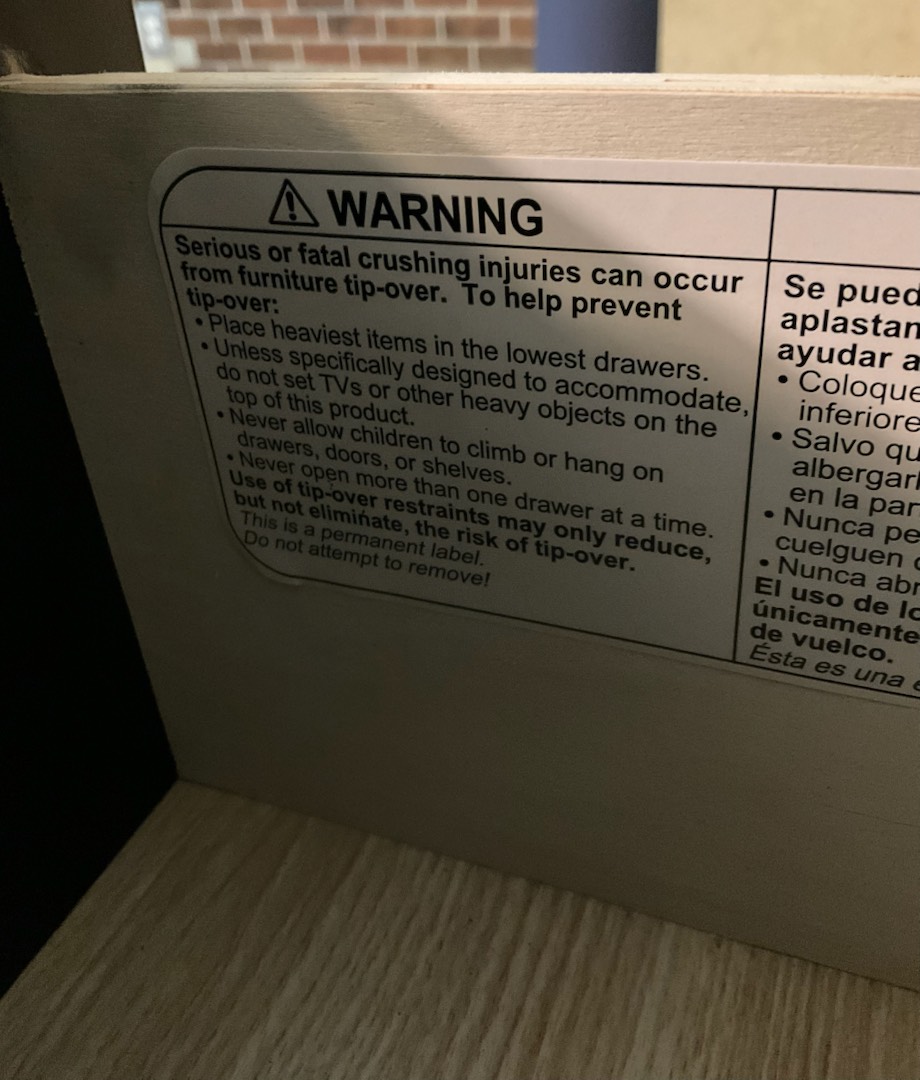 WARNING
Serious or fatal crushing injuries can occur
from furniture tip-over. To help prevent
tip-over:
• Place heaviest items in the lowest drawers.
• Unless specifically designed to accommodate,
do not set TVs or other heavy objects on the
top of this product.
• Never allow children to climb or hang on
drawers, doors, or shelves.
• Never open more than one drawer at a time.
Use of tip-over restraints may only reduce,
but not eliminate, the risk of tip-over.
This is a permanent label.
Do not attempt to remove!
Se pued
aplastan
ayudar a
• Coloque
inferiore
• Salvo qu
albergarl
en la par
• Nunca pe
cuelguen
• Nunca abr
El uso de lo
únicamente
de vuelco.
Ésta es una e